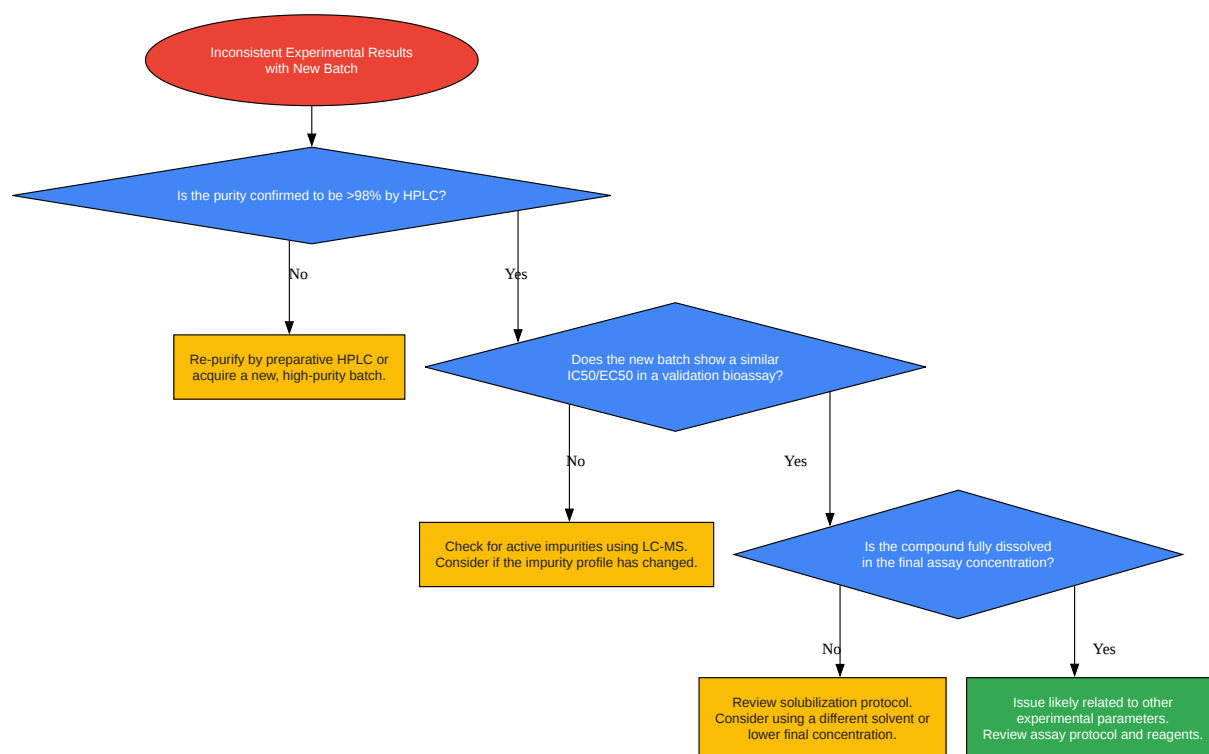 Inconsistent Experimental Results
with New Batch
Is the purity confirmed to be >98% by HPLC?
No
Yes
Re-purify by preparative HPLC or
acquire a new, high-purity batch.
Does the new batch show a similar
IC50/EC50 in a validation bioassay?
No
Yes
Check for active impurities using LC-MS.
Consider if the impurity profile has changed.
Is the compound fully dissolved
in the final assay concentration?
No
Yes
Review solubilization protocol.
Consider using a different solvent or
lower final concentration.
Issue likely related to other
experimental parameters.
Review assay protocol and reagents.